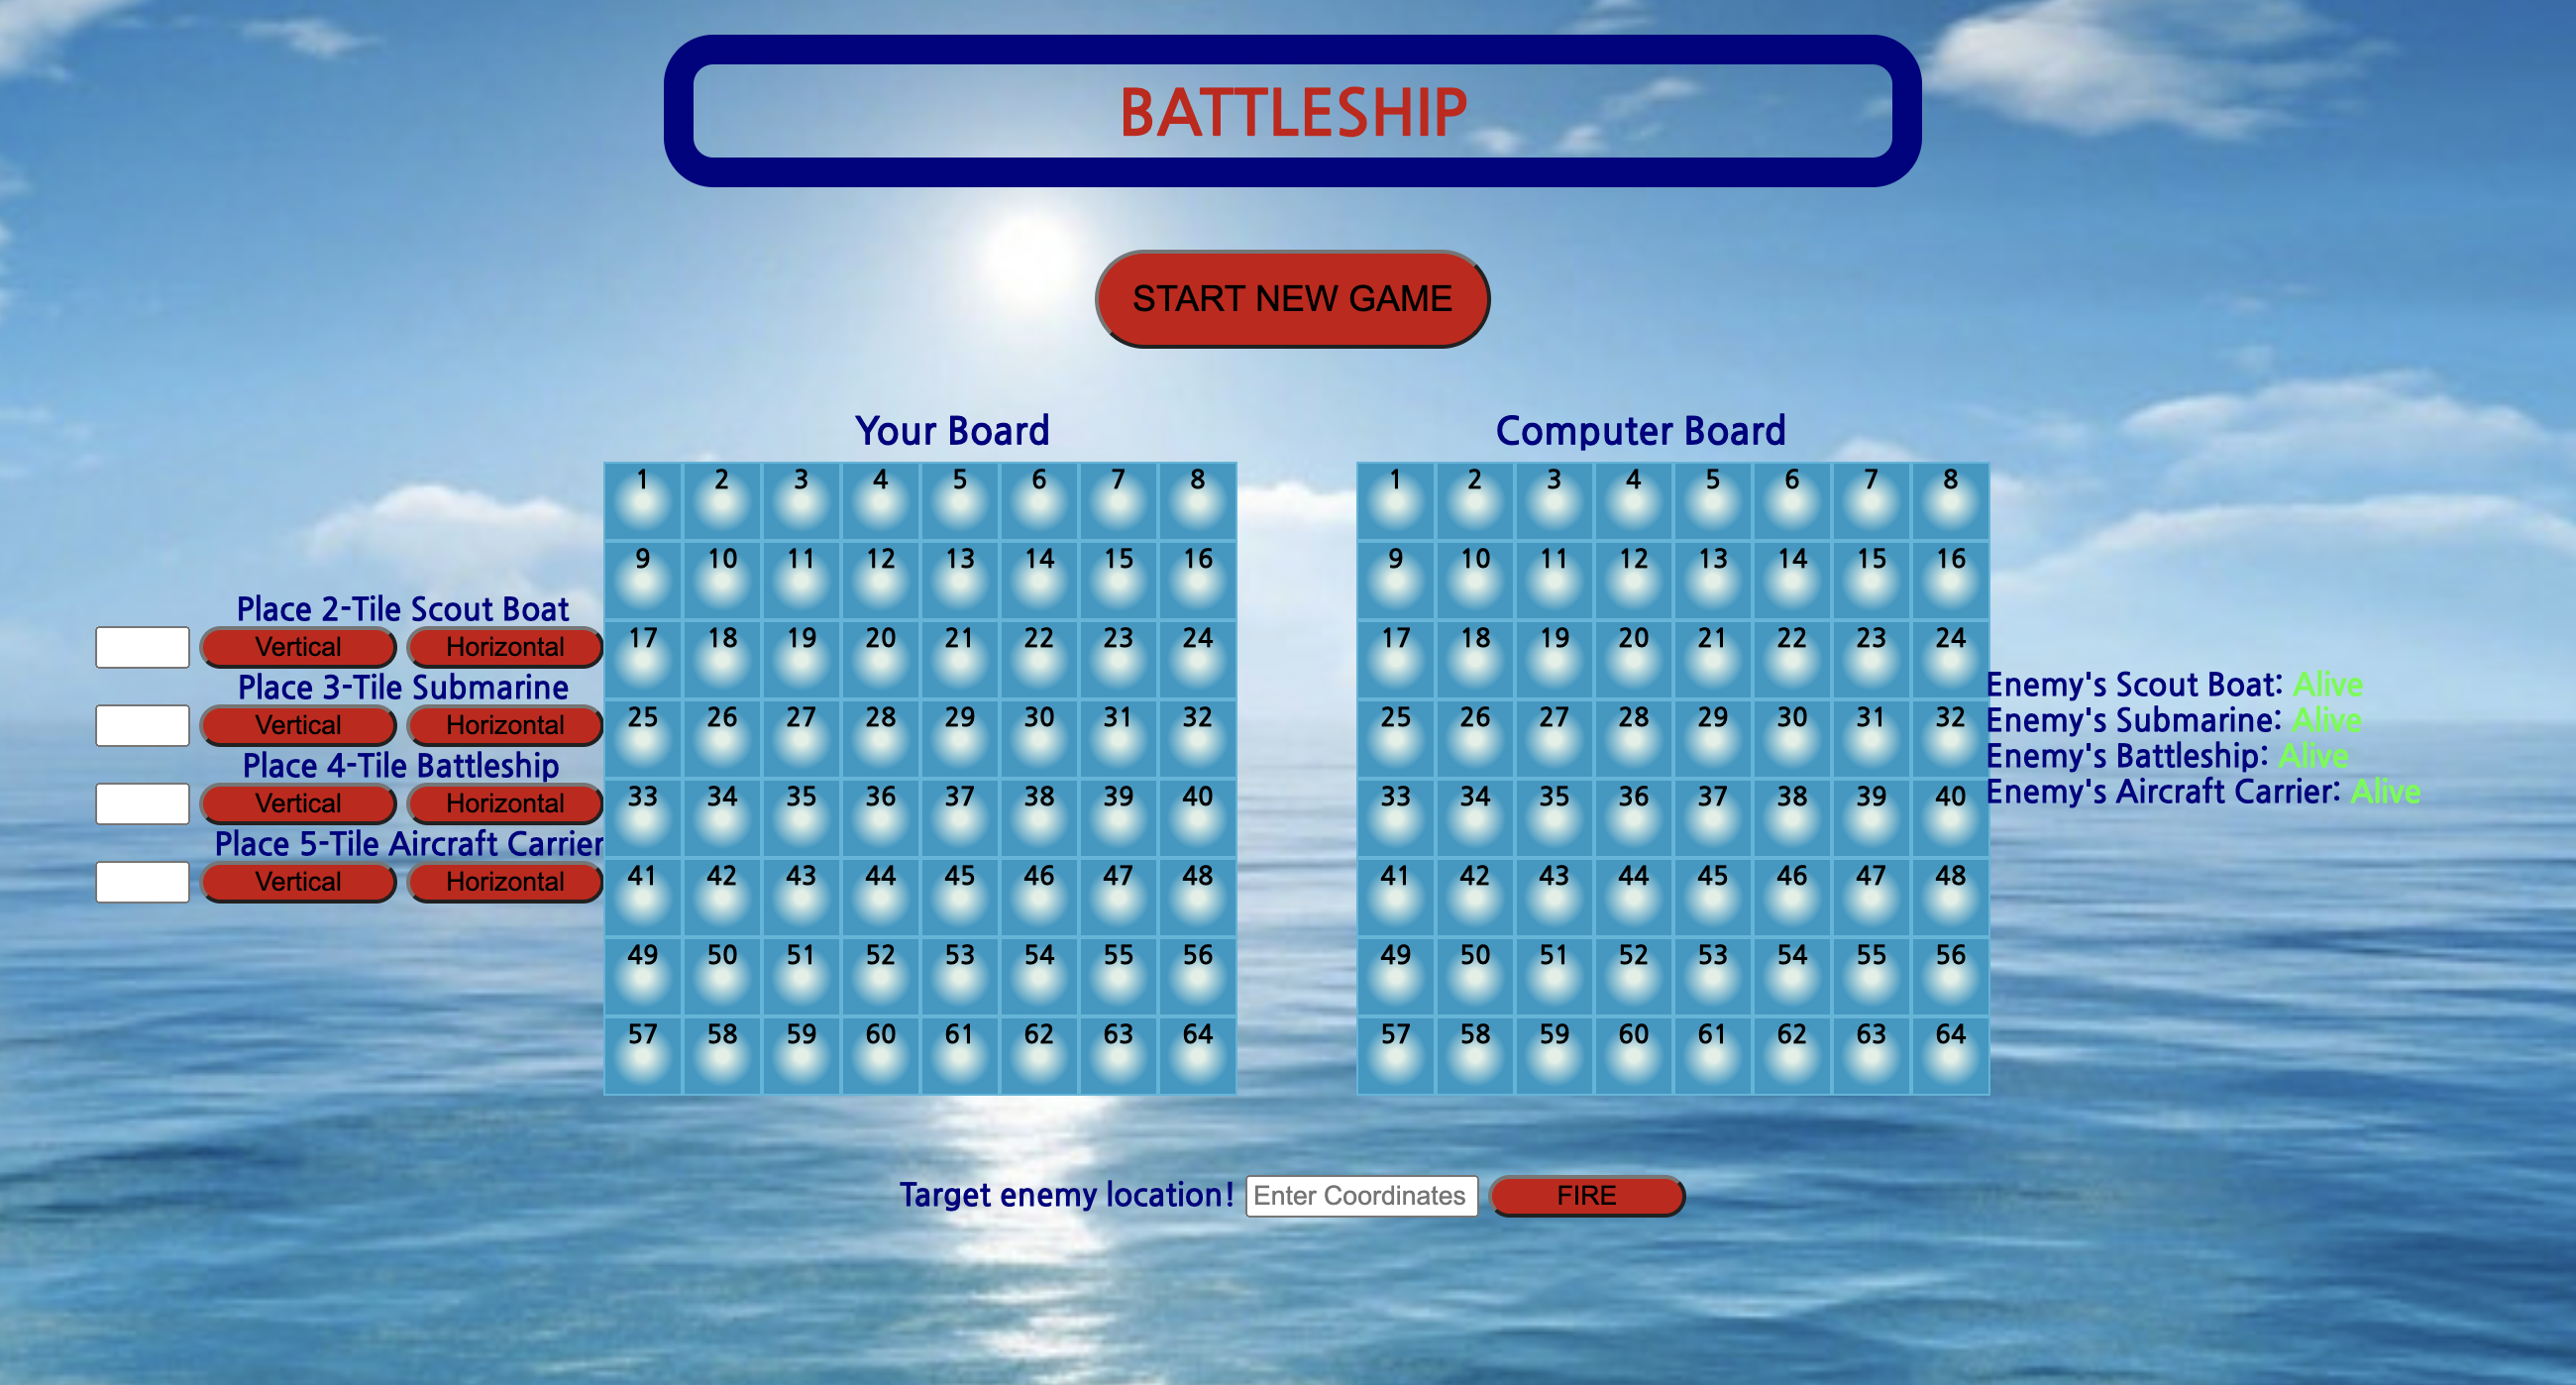 BATTLESHIP
START NEW GAME
Your Board
1 2 3 4 5 6 7 8
9 10 11 12 13 14 15 16
17 18 19 20 21 22 23 24
25 26 27 28 29 30 31 32
33 34 35 36 37 38 39 40
41 42 43 44 45 46 47 48
49 50 51 52 53 54 55 56
57 58 59 60 61 62 63 64
Computer Board
1 2 3 4 5 6 7 8
9 10 11 12 13 14 15 16
17 18 19 20 21 22 23 24
25 26 27 28 29 30 31 32
33 34 35 36 37 38 39 40
41 42 43 44 45 46 47 48
49 50 51 52 53 54 55 56
57 58 59 60 61 62 63 64
Place 2-Tile Scout Boat
Vertical Horizontal
Place 3-Tile Submarine
Vertical Horizontal
Place 4-Tile Battleship
Vertical Horizontal
Place 5-Tile Aircraft Carrier
Vertical Horizontal
Enemy's Scout Boat: Alive
Enemy's Submarine: Alive
Enemy's Battleship: Alive
Enemy's Aircraft Carrier: Alive
Target enemy location! Enter Coordinates FIRE